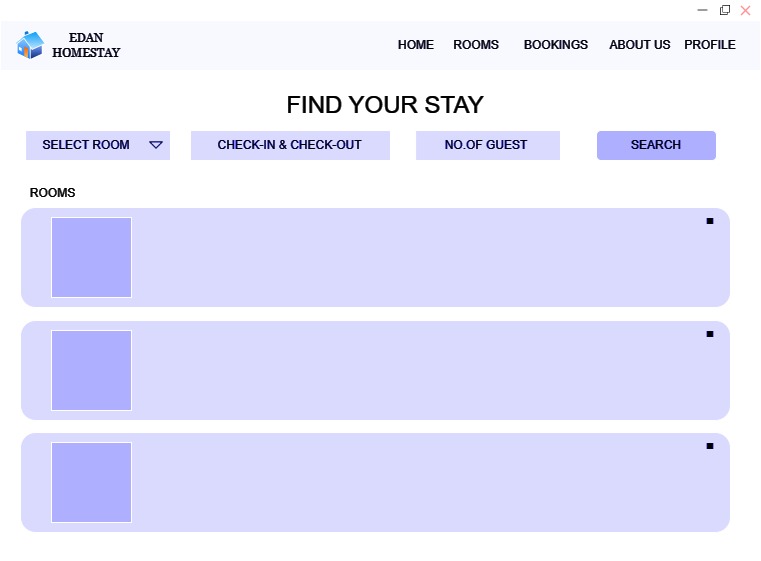 EDAN
HOMESTAY
HOME ROOMS BOOKINGS ABOUT US PROFILE
FIND YOUR STAY
SELECT ROOM CHECK-IN & CHECK-OUT NO.OF GUEST SEARCH
ROOMS